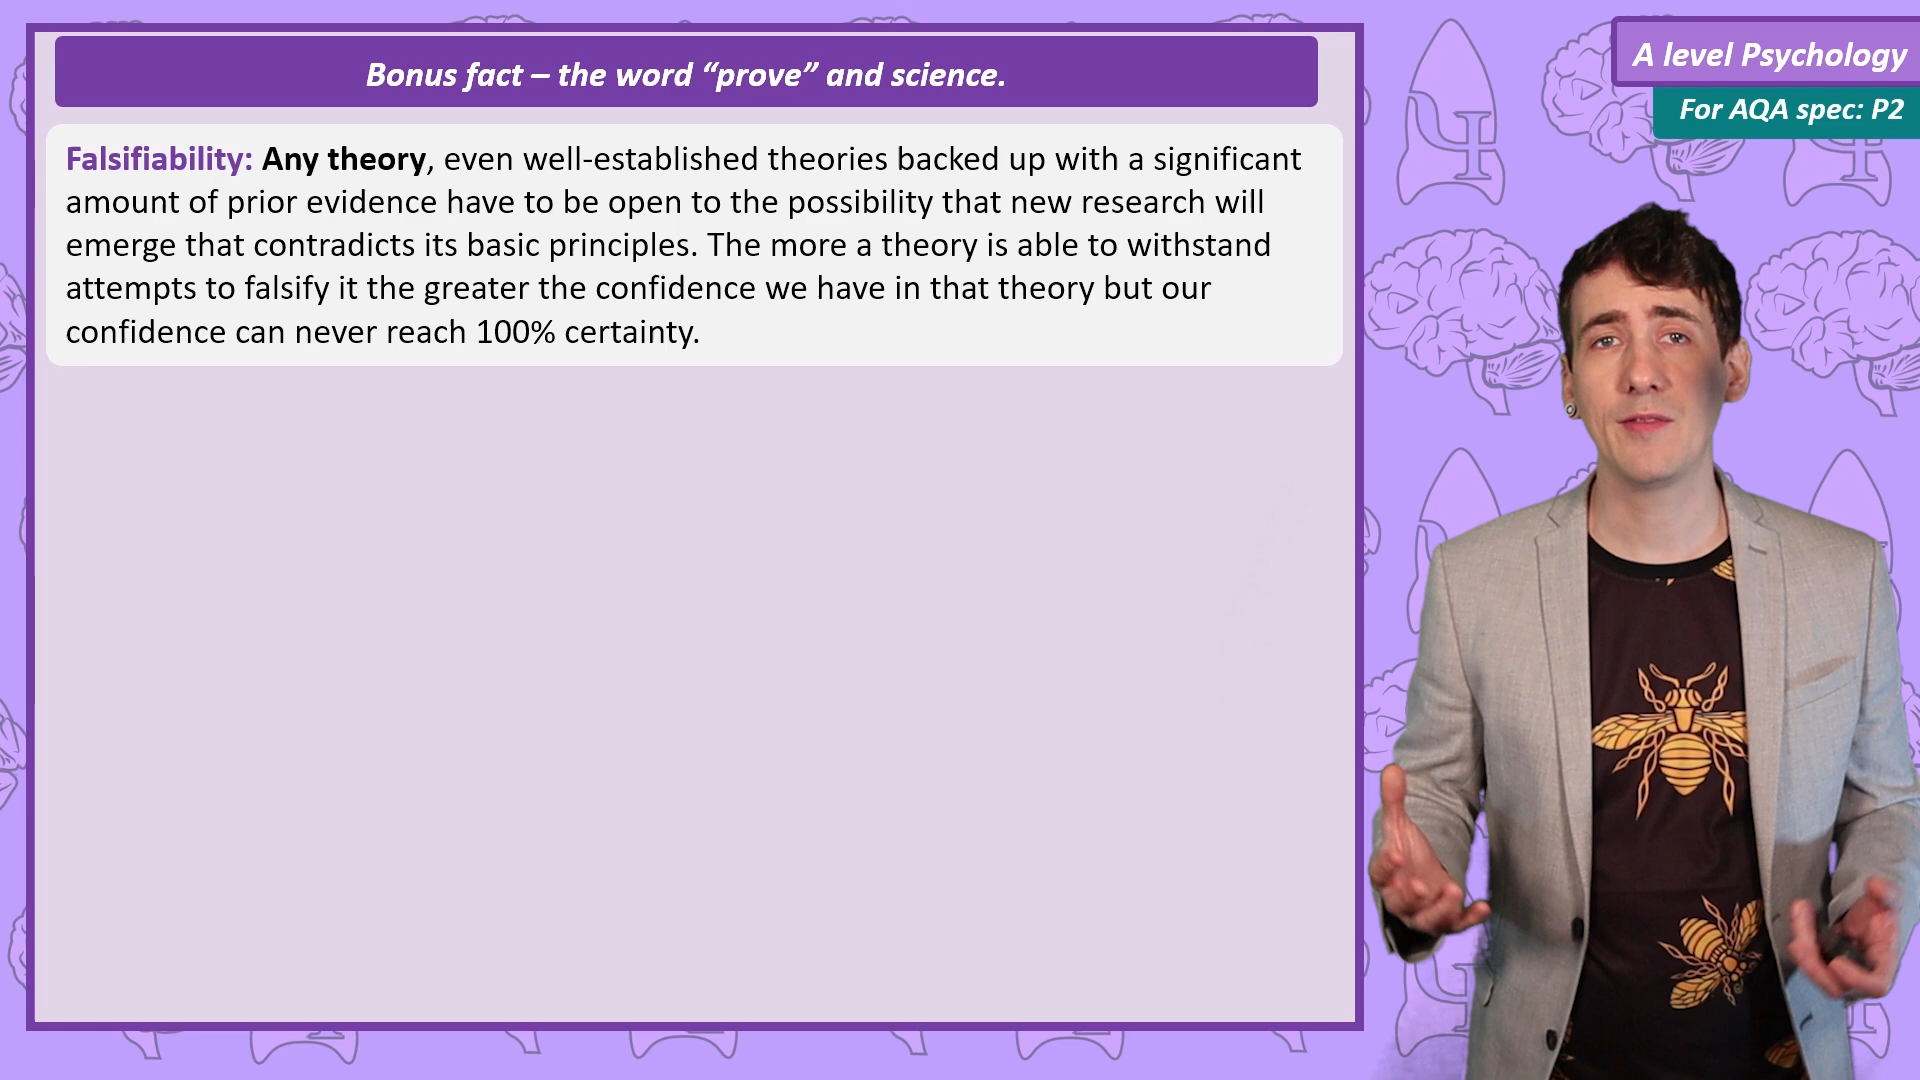 Bonus fact – the word “prove” and science.
A level Psychology
For AQA spec: P2
Falsifiability: Any theory, even well-established theories backed up with a significant
amount of prior evidence have to be open to the possibility that new research will
emerge that contradicts its basic principles. The more a theory is able to withstand
attempts to falsify it the greater the confidence we have in that theory but our
confidence can never reach 100% certainty.